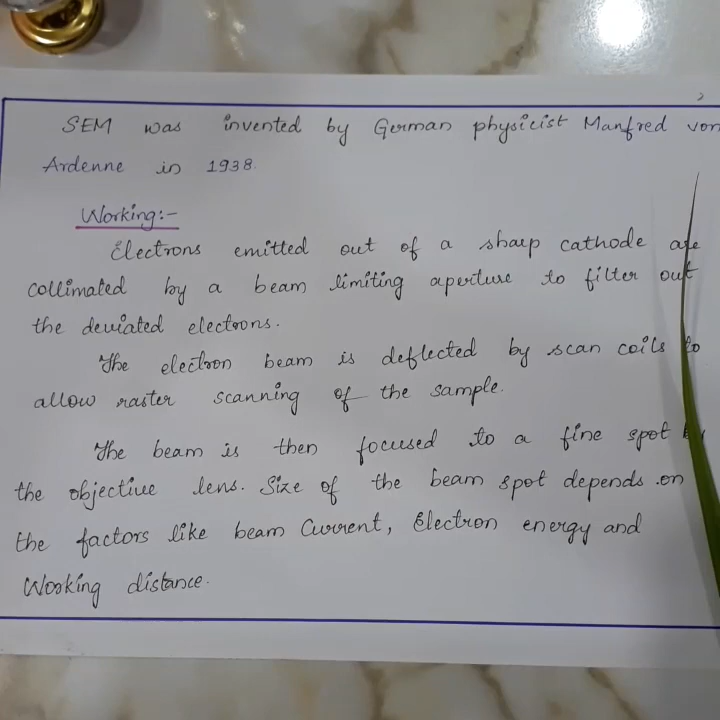 SEM was invented by German physicist Manfred von
Ardenne in 1938.
Working:-
Electrons emitted out of a sharp cathode are
collimated by a beam limiting aperture to filter out
the deviated electrons.
The electron beam is deflected by scan coils to
allow raster scanning of the sample.
The beam is then focused to a fine spot
the objective lens. Size of the beam spot depends on
the factors like beam Current, Electron energy and
Working distance.